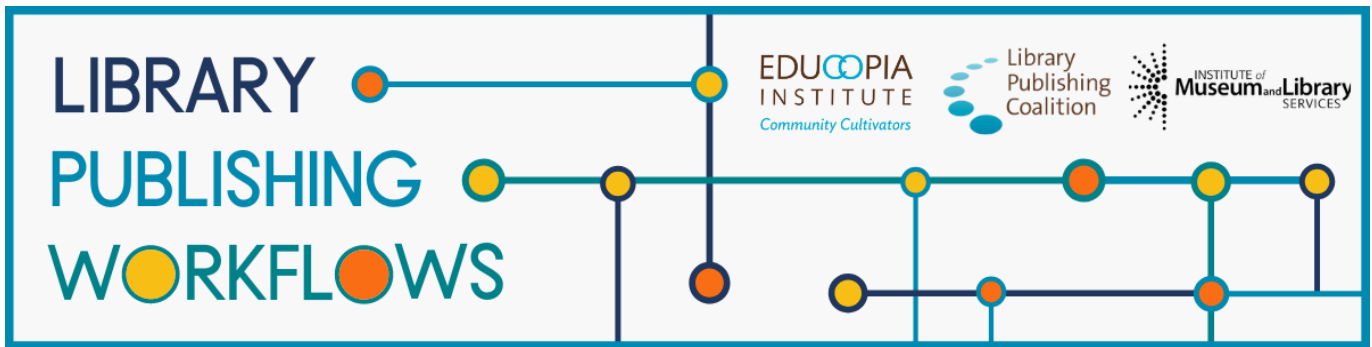 LIBRARY
PUBLISHING
WORKFLOWS
EDUCOPIA
INSTITUTE
Community Cultivators
Library
Publishing
Coalition
INSTITUTE of
Museum and Library
SERVICES